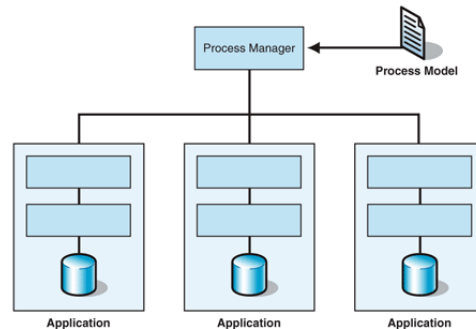 Process Manager
Process Model
Application
Application
Application